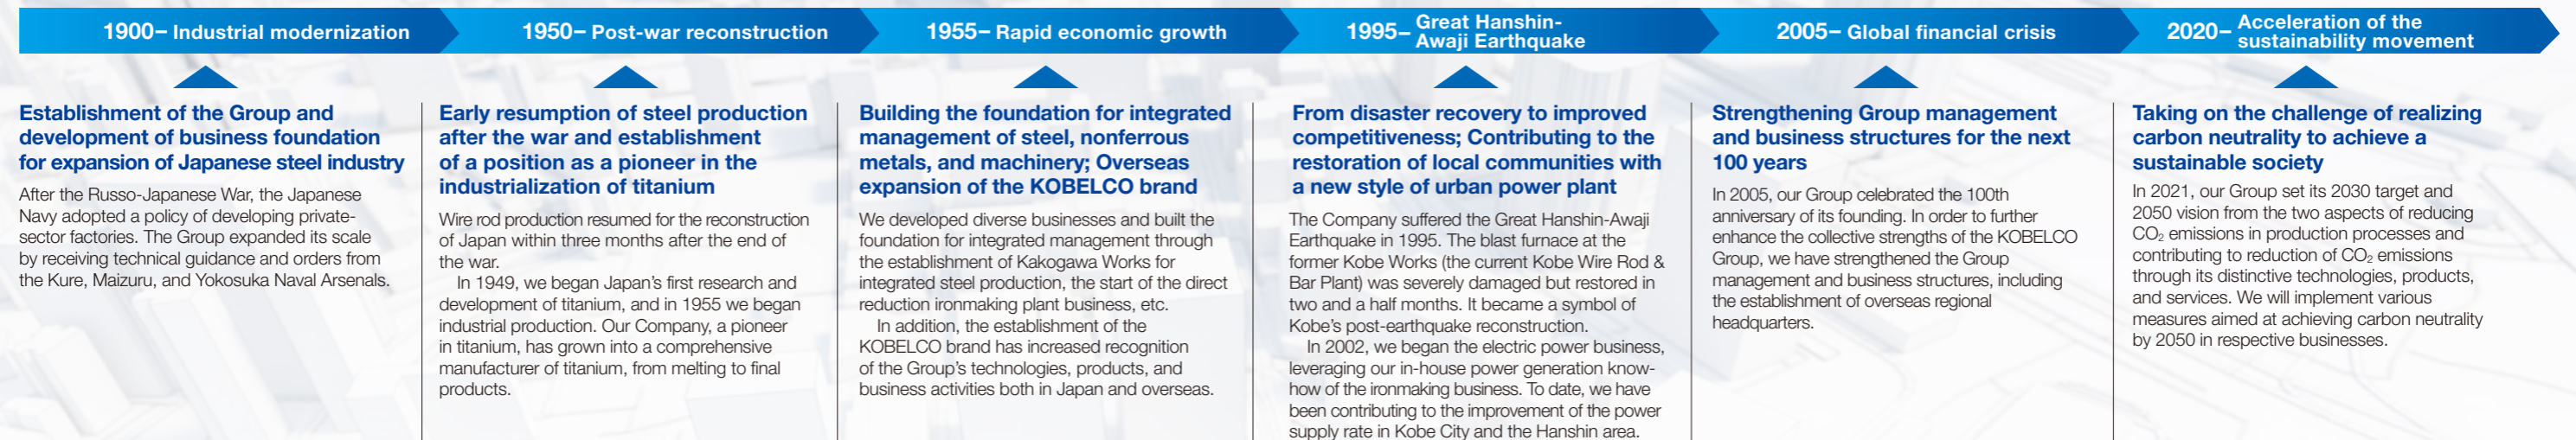 1900– Industrial modernization
1950– Post-war reconstruction
1955– Rapid economic growth
1995– Great Hanshin-
Awaji Earthquake
2005– Global financial crisis
2020– Acceleration of the
sustainability movement
Establishment of the Group and
development of business foundation
for expansion of Japanese steel industry
After the Russo-Japanese War, the Japanese
Navy adopted a policy of developing private-
sector factories. The Group expanded its scale
by receiving technical guidance and orders from
the Kure, Maizuru, and Yokosuka Naval Arsenals.
Early resumption of steel production
after the war and establishment
of a position as a pioneer in the
industrialization of titanium
Wire rod production resumed for the reconstruction
of Japan within three months after the end of
the war.
In 1949, we began Japan's first research and
development of titanium, and in 1955 we began
industrial production. Our Company, a pioneer
in titanium, has grown into a comprehensive
manufacturer of titanium, from melting to final
products.
Building the foundation for integrated
management of steel, nonferrous
metals, and machinery; Overseas
expansion of the KOBELCO brand
We developed diverse businesses and built the
foundation for integrated management through
the establishment of Kakogawa Works for
integrated steel production, the start of the direct
reduction ironmaking plant business, etc.
In addition, the establishment of the
KOBELCO brand has increased recognition
of the Group's technologies, products, and
business activities both in Japan and overseas.
From disaster recovery to improved
competitiveness; Contributing to the
restoration of local communities with
a new style of urban power plant
The Company suffered the Great Hanshin-Awaji
Earthquake in 1995. The blast furnace at the
former Kobe Works (the current Kobe Wire Rod &
Bar Plant) was severely damaged but restored in
two and a half months. It became a symbol of
Kobe's post-earthquake reconstruction.
In 2002, we began the electric power business,
leveraging our in-house power generation know-
how of the ironmaking business. To date, we have
been contributing to the improvement of the power
supply rate in Kobe City and the Hanshin area.
Strengthening Group management
and business structures for the next
100 years
In 2005, our Group celebrated the 100th
anniversary of its founding. In order to further
enhance the collective strengths of the KOBELCO
Group, we have strengthened the Group
management and business structures, including
the establishment of overseas regional
headquarters.
Taking on the challenge of realizing
carbon neutrality to achieve a
sustainable society
In 2021, our Group set its 2030 target and
2050 vision from the two aspects of reducing
CO₂ emissions in production processes and
contributing to reduction of CO₂ emissions
through its distinctive technologies, products,
and services. We will implement various
measures aimed at achieving carbon neutrality
by 2050 in respective businesses.